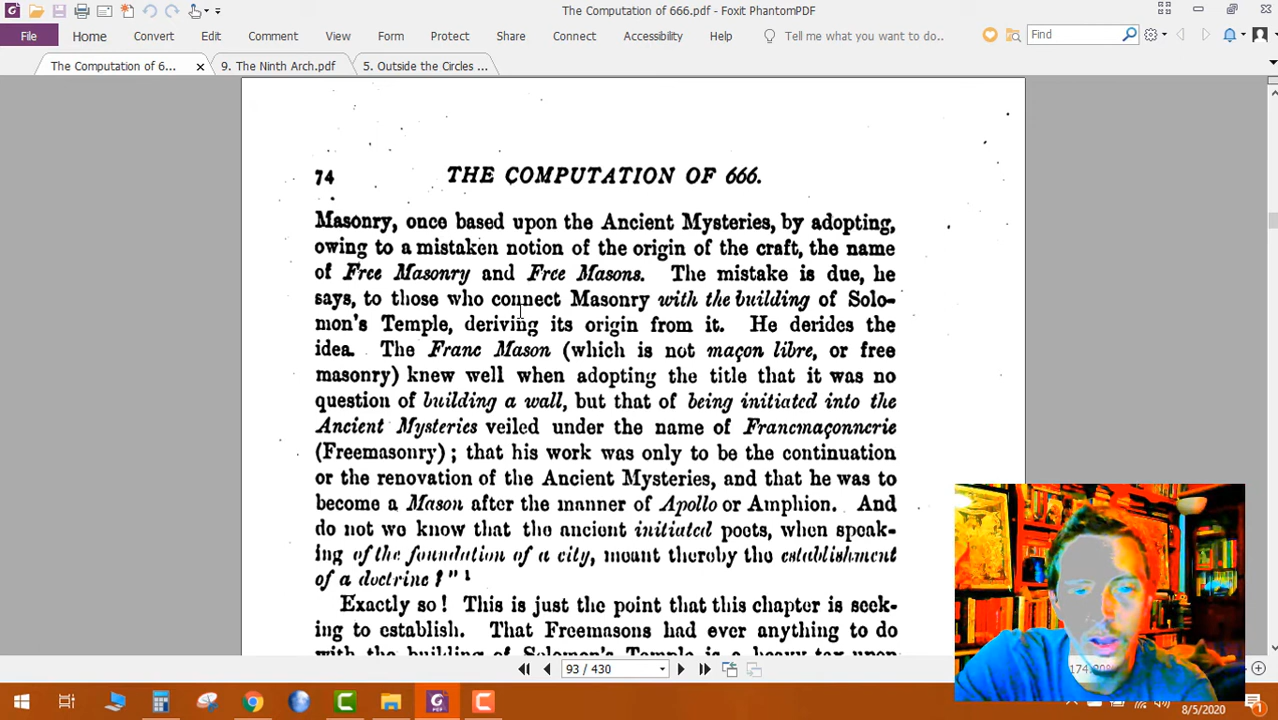 The Computation of 666.pdf - Foxit PhantomPDF
File Home Convert Edit Comment View Form Protect Share Connect Accessibility Help Tell me what you want to do.. Find
The Computation of 6... 9. The Ninth Arch.pdf 5. Outside the Circles ...
74 THE COMPUTATION OF 666.
Masonry, once based upon the Ancient Mysteries, by adopting,
owing to a mistaken notion of the origin of the craft, the name
of Free Masonry and Free Masons. The mistake is due, he
says, to those who connect Masonry with the building of Solo-
mon's Temple, deriving its origin from it. He derides the
idea. The Franc Mason (which is not maçon libre, or free
masonry) knew well when adopting the title that it was no
question of building a wall, but that of being initiated into the
Ancient Mysteries veiled under the name of Francmaçonnerie
(Freemasonry) ; that his work was only to be the continuation
or the renovation of the Ancient Mysteries, and that he was to
become a Mason after the manner of Apollo or Amphion. And
do not we know that the ancient initiated poets, when speak-
ing of the foundation of a city, meant thereby the establishment
of a doctrine ? " 1
Exactly so ! This is just the point that this chapter is seek-
ing to establish. That Freemasons had ever anything to do
with the building of Solomon's Temple is a heavy tax upon
93 / 430
8/5/2020